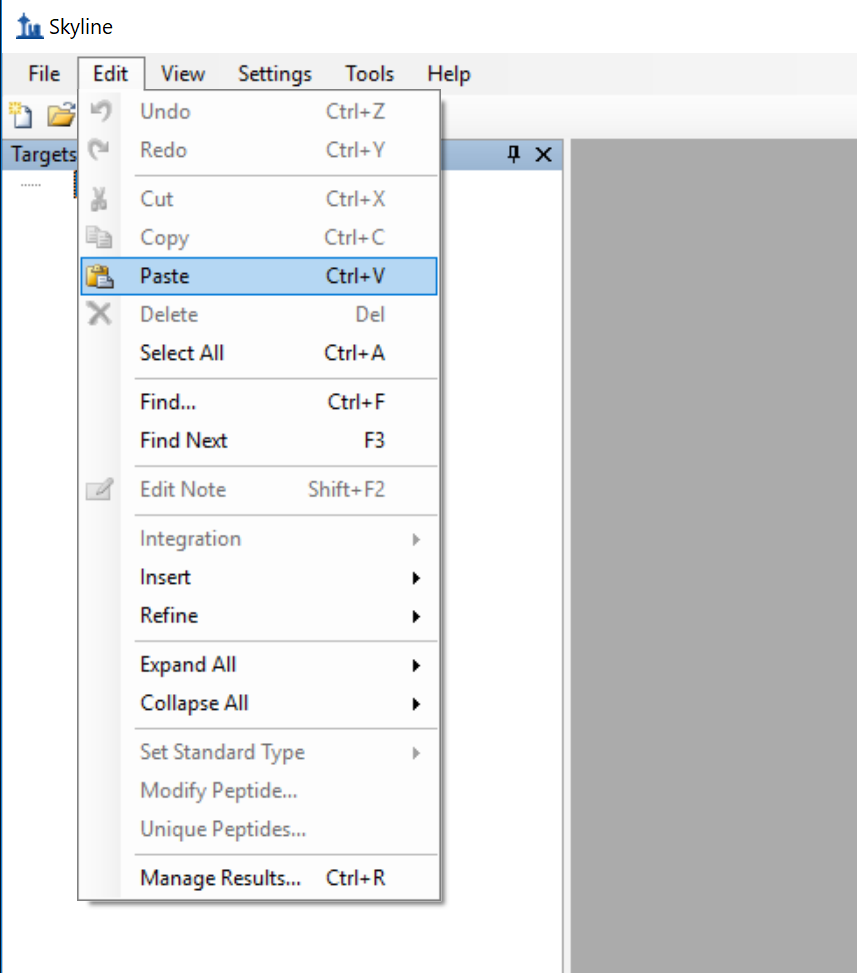 Skyline
File Edit View Settings Tools Help
Targets
Undo Ctrl+Z
Redo Ctrl+Y
Cut Ctrl+X
Copy Ctrl+C
Paste Ctrl+V
Delete Del
Select All Ctrl+A
Find... Ctrl+F
Find Next F3
Edit Note Shift+F2
Integration
Insert
Refine
Expand All
Collapse All
Set Standard Type
Modify Peptide...
Unique Peptides...
Manage Results... Ctrl+R